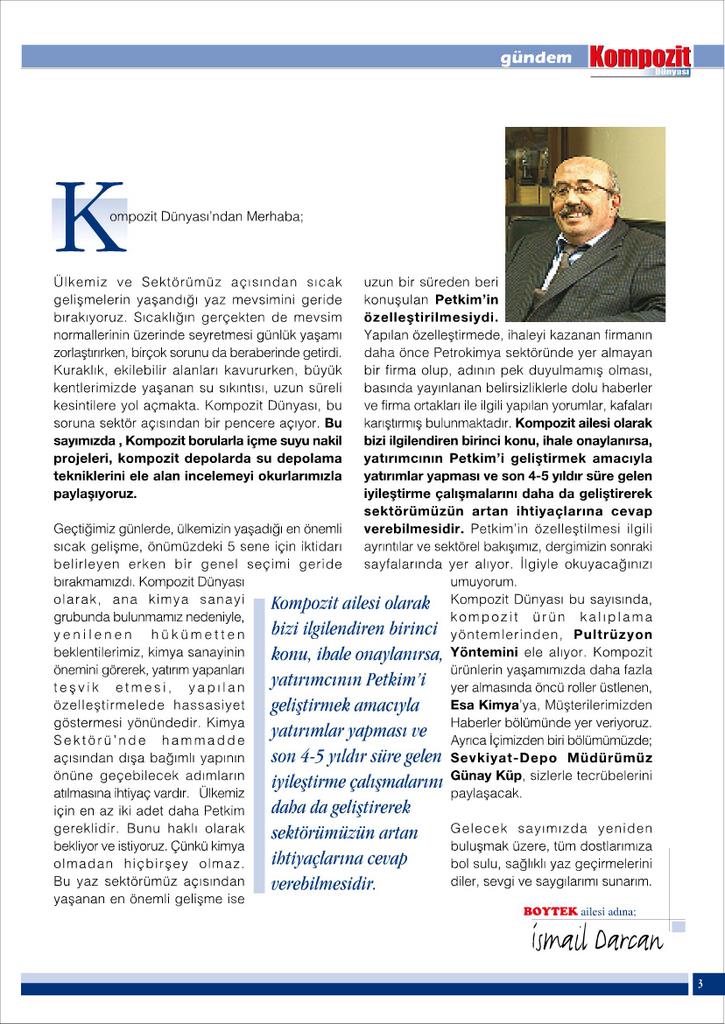 gündem Kompozit
Dünyası
Kompozit Dünyası'ndan Merhaba;
Ülkemiz ve Sektörümüz açısından sıcak
gelişmelerin yaşandığı yaz mevsimini geride
bırakıyoruz. Sıcaklığın gerçekten de mevsim
normallerinin üzerinde seyretmesi günlük yaşamı
zorlaştırırken, birçok sorunu da beraberinde getirdi.
Kuraklık, ekilebilir alanları kavururken, büyük
kentlerimizde yaşanan su sıkıntısı, uzun süreli
kesintilere yol açmakta. Kompozit Dünyası, bu
soruna sektör açısından bir pencere açıyor. Bu
sayımızda , Kompozit borularla içme suyu nakil
projeleri, kompozit depolarda su depolama
tekniklerini ele alan incelemeyi okurlarımızla
paylaşıyoruz.
Geçtiğimiz günlerde, ülkemizin yaşadığı en önemli
sıcak gelişme, önümüzdeki 5 sene için iktidarı
belirleyen erken bir genel seçimi geride
bırakmamızdı. Kompozit Dünyası
olarak, ana kimya sanayi
grubunda bulunmamız nedeniyle,
yenilenen hükümetten
beklentilerimiz, kimya sanayinin
önemini görerek, yatırım yapanları
teşvik etmesi, yapılan
özelleştirmelede hassasiyet
göstermesi yönündedir. Kimya
Sektörü'nde hammadde
açısından dışa bağımlı yapının
önüne geçebilecek adımların
atılmasına ihtiyaç vardır. Ülkemiz
için en az iki adet daha Petkim
gereklidir. Bunu haklı olarak
bekliyor ve istiyoruz. Çünkü kimya
olmadan hiçbirşey olmaz.
Bu yaz sektörümüz açısından
yaşanan en önemli gelişme ise
Kompozit ailesi olarak
bizi ilgilendiren birinci
konu, ihale onaylanırsa,
yatırımcının Petkim'i
geliştirmek amacıyla
yatırımlar yapması ve
son 4-5 yıldır süre gelen
iyileştirme çalışmalarını
daha da geliştirerek
sektörümüzün artan
ihtiyaçlarına cevap
verebilmesidir.
uzun bir süreden beri
konuşulan Petkim'in
özelleştirilmesiydi.
Yapılan özelleştirmede, ihaleyi kazanan firmanın
daha önce Petrokimya sektöründe yer almayan
bir firma olup, adının pek duyulmamış olması,
basında yayınlanan belirsizliklerle dolu haberler
ve firma ortakları ile ilgili yapılan yorumlar, kafaları
karıştırmış bulunmaktadır. Kompozit ailesi olarak
bizi ilgilendiren birinci konu, ihale onaylanırsa,
yatırımcının Petkim'i geliştirmek amacıyla
yatırımlar yapması ve son 4-5 yıldır süre gelen
iyileştirme çalışmalarını daha da geliştirerek
sektörümüzün artan ihtiyaçlarına cevap
verebilmesidir. Petkim'in özelleştilmesi ilgili
ayrıntılar ve sektörel bakışımız, dergimizin sonraki
sayfalarında yer alıyor. İlgiyle okuyacağınızı
umuyorum.
Kompozit Dünyası bu sayısında,
kompozit ürün kalıplama
yöntemlerinden, Pultrüzyon
Yöntemini ele alıyor. Kompozit
ürünlerin yaşamımızda daha fazla
yer almasında öncü roller üstlenen,
Esa Kimya'ya, Müşterilerimizden
Haberler bölümünde yer veriyoruz.
Ayrıca İçimizden biri bölümümüzde;
Sevkiyat-Depo Müdürümüz
Günay Küp, sizlerle tecrübelerini
paylaşacak.
Gelecek sayımızda yeniden
buluşmak üzere, tüm dostlarımıza
bol sulu, sağlıklı yaz geçirmelerini
diler, sevgi ve saygılarımı sunarım.
BOYTEK ailesi adına;
ismail Darcan
3